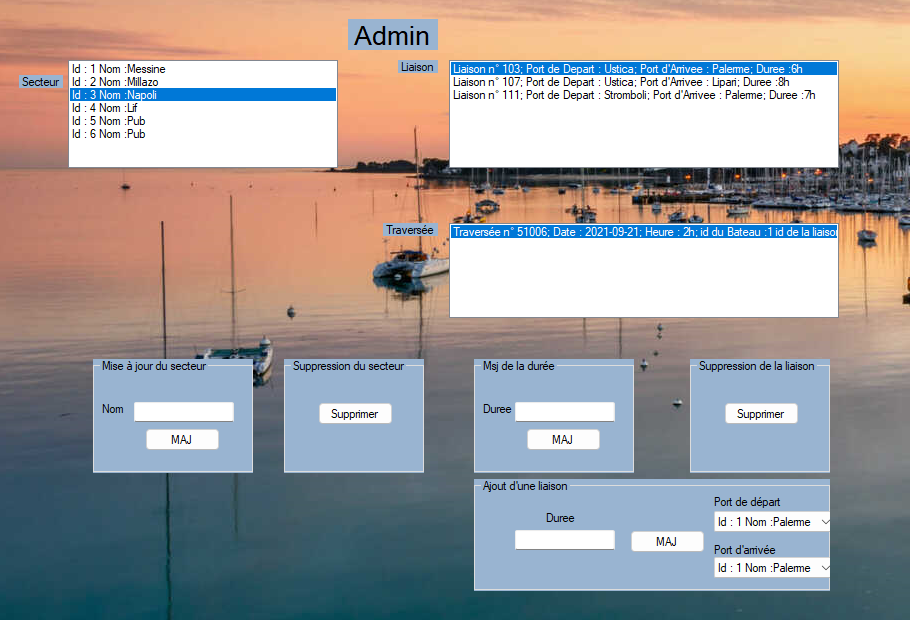 Admin
Secteur
Id : 1 Nom :Messine
Id : 2 Nom :Millazo
Id : 3 Nom :Napoli
Id : 4 Nom :Lif
Id : 5 Nom :Pub
Id : 6 Nom :Pub
Liaison
Liaison n° 103; Port de Depart : Ustica; Port d'Arrivee : Palerme; Duree :6h
Liaison n° 107; Port de Depart : Ustica; Port d'Arrivee : Lipari; Duree :8h
Liaison n° 111; Port de Depart : Stromboli; Port d'Arrivee : Palerme; Duree :7h
Traversée
Traversée n° 51006; Date : 2021-09-21; Heure : 2h; id du Bateau :1 id de la liaison
Mise à jour du secteur
Nom
MAJ
Suppression du secteur
Supprimer
Msj de la durée
Duree
MAJ
Suppression de la liaison
Supprimer
Ajout d'une liaison
Duree
MAJ
Port de départ
Id : 1 Nom :Palerme
Port d'arrivée
Id : 1 Nom :Palerme